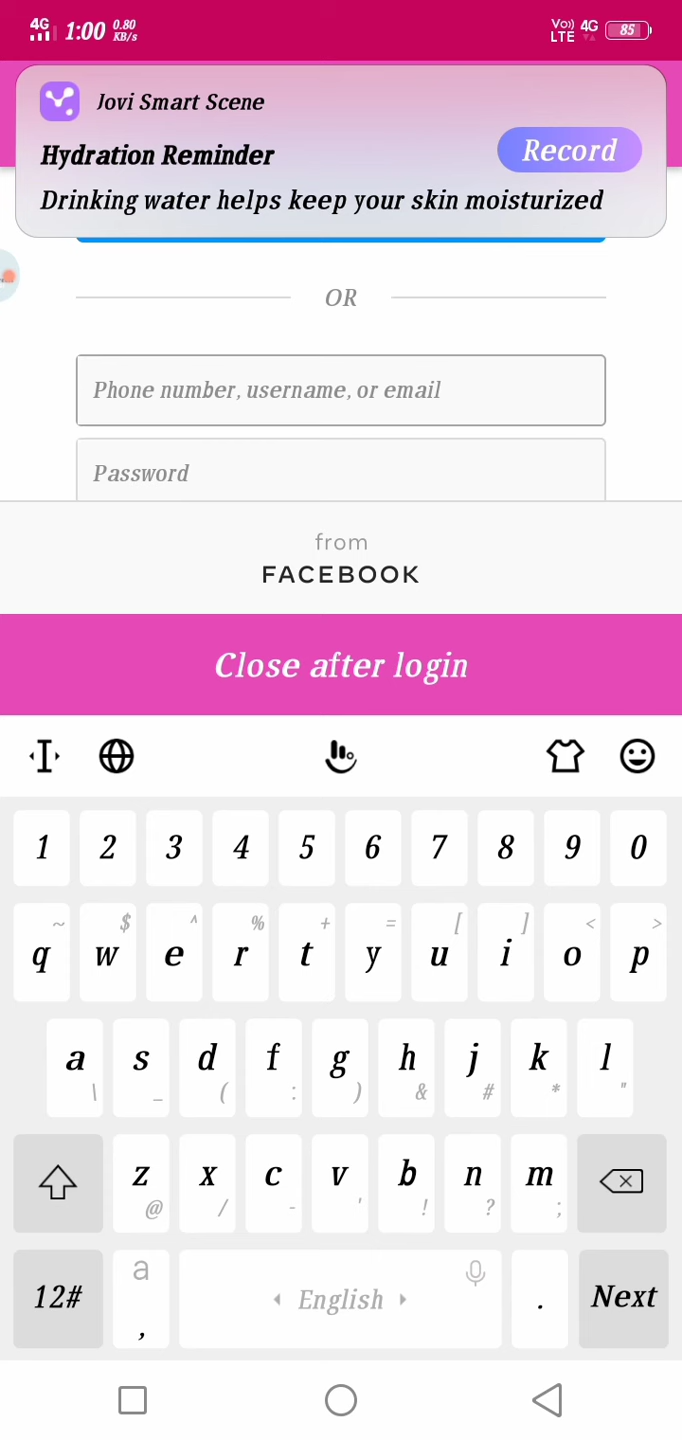 4G 1:00 0.80 KB/s Vo) LTE 4G 85
Jovi Smart Scene
Hydration Reminder
Record
Drinking water helps keep your skin moisturized
OR
Phone number, username, or email
Password
from
FACEBOOK
Close after login
1 2 3 4 5 6 7 8 9 0
~ $ ^ % + = [ ] < >
q w e r t y u i o p
a s d f g h j k l
\ _ ( : ) & # * "
z x c v b n m
@ / - ' ! ? ;
12# a , English . Next